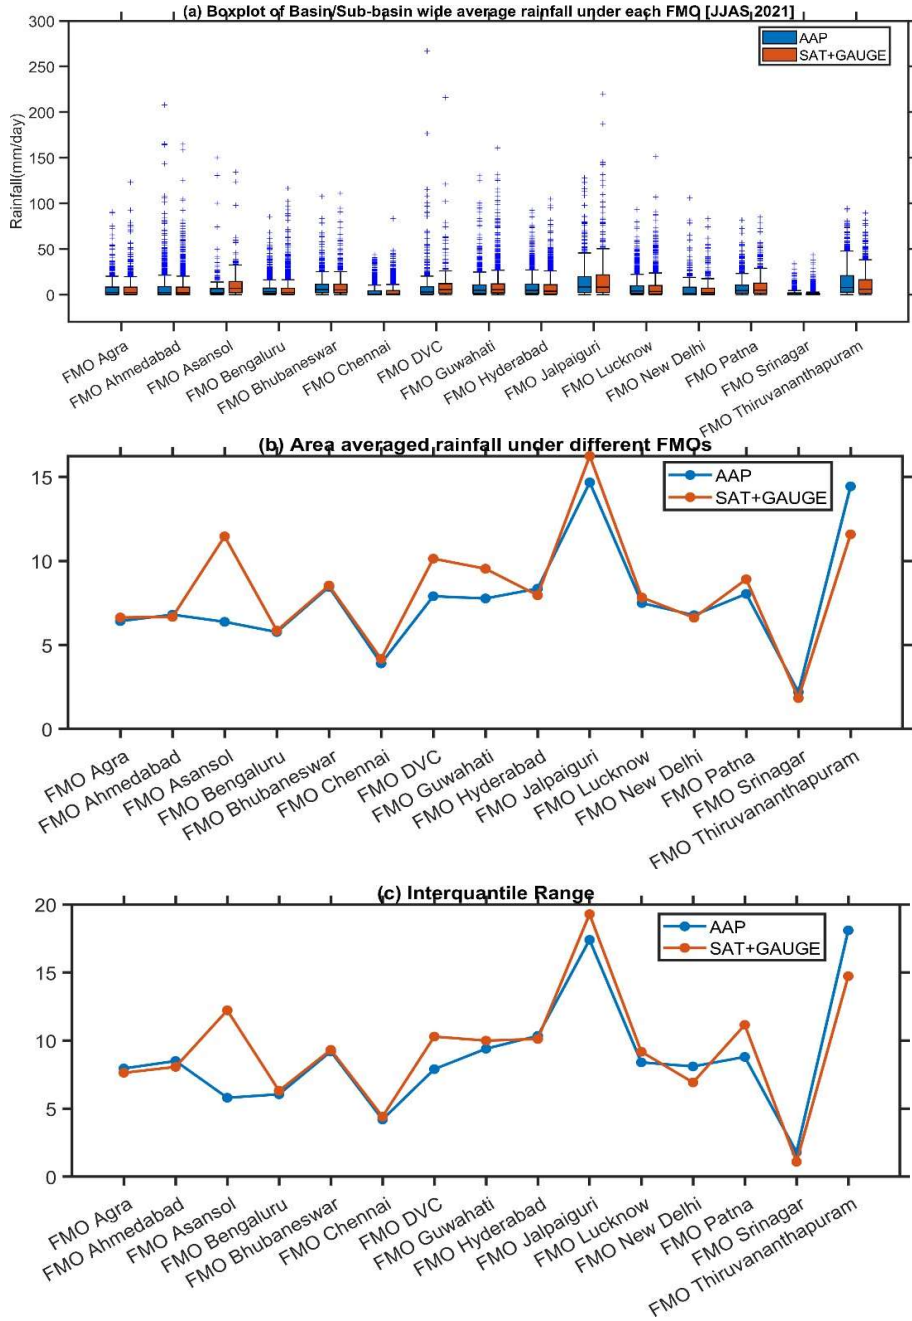 (a) Boxplot of Basin/Sub-basin wide average rainfall under each FMO [JJAS 2021]
300
250
200
150
100
50
0
Rainfall(mm/day)
AAP
SAT+GAUGE
FMO Agra
FMO Ahmedabad
FMO Asansol
FMO Bengaluru
FMO Bhubaneswar
FMO Chennai
FMO DVC
FMO Guwahati
FMO Hyderabad
FMO Jalpaiguri
FMO Lucknow
FMO New Delhi
FMO Patna
FMO Srinagar
FMO Thiruvananthapuram
(b) Area averaged rainfall under different FMOs
15
10
5
0
AAP
SAT+GAUGE
FMO Agra
FMO Ahmedabad
FMO Asansol
FMO Bengaluru
FMO Bhubaneswar
FMO Chennai
FMO DVC
FMO Guwahati
FMO Hyderabad
FMO Jalpaiguri
FMO Lucknow
FMO New Delhi
FMO Patna
FMO Srinagar
FMO Thiruvananthapuram
(c) Interquantile Range
20
15
10
5
0
AAP
SAT+GAUGE
FMO Agra
FMO Ahmedabad
FMO Asansol
FMO Bengaluru
FMO Bhubaneswar
FMO Chennai
FMO DVC
FMO Guwahati
FMO Hyderabad
FMO Jalpaiguri
FMO Lucknow
FMO New Delhi
FMO Patna
FMO Srinagar
FMO Thiruvananthapuram